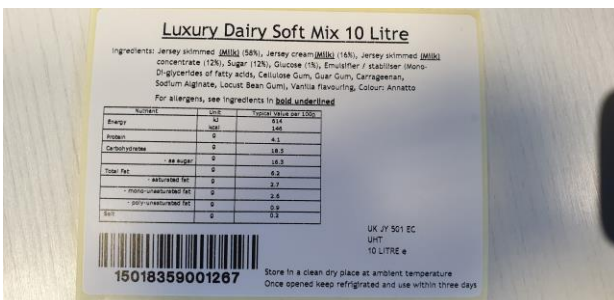 Luxury Dairy Soft Mix 10 Litre
Ingredients: Jersey skimmed (Milk) (58%), Jersey cream (Milk) (16%), Jersey skimmed (Milk)
concentrate (12%), Sugar (12%), Glucose (1%), Emulsifier / stabiliser (Mono-
Di-glycerides of fatty acids, Cellulose Gum, Guar Gum, Carrageenan,
Sodium Alginate, Locust Bean Gum), Vanilla flavouring, Colour: Annatto
For allergens, see ingredients in bold underlined
Nutrient Unit Typical Value per 100g
Energy kJ 614
kcal 146
Protein g 4.1
Carbohydrates g 18.3
- as sugar g 16.3
Total Fat g 6.2
- saturated fat g 2.7
- mono-unsaturated fat g 2.6
- poly-unsaturated fat g 0.9
Salt g 0.2
UK JY 501 EC
UHT
10 LITRE e
15018359001267
Store in a clean dry place at ambient temperature
Once opened keep refrigirated and use within three days